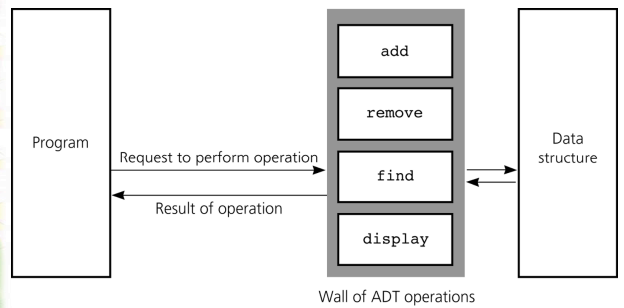 Program
Request to perform operation
Result of operation
add
remove
find
display
Data
structure
Wall of ADT operations